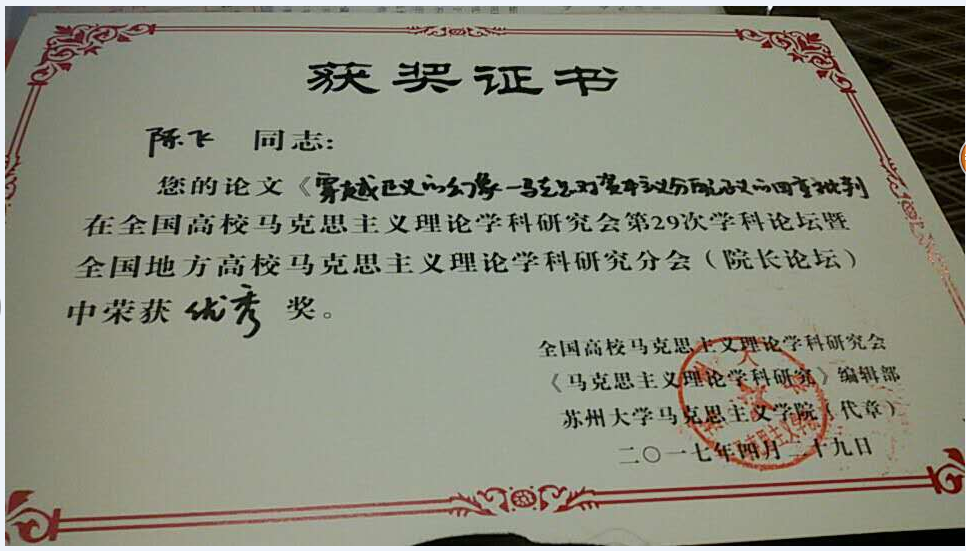 获奖证书
陈飞 同志:
您的论文《穿越正义的幻象—马克思对资本主义分配正义的四重批判
在全国高校马克思主义理论学科研究会第29次学科论坛暨
全国地方高校马克思主义理论学科研究分会（院长论坛）
中荣获 优秀 奖。
全国高校马克思主义理论学科研究会
《马克思主义理论学科研究》编辑部
苏州大学马克思主义学院（代章）
二〇一七年四月二十九日